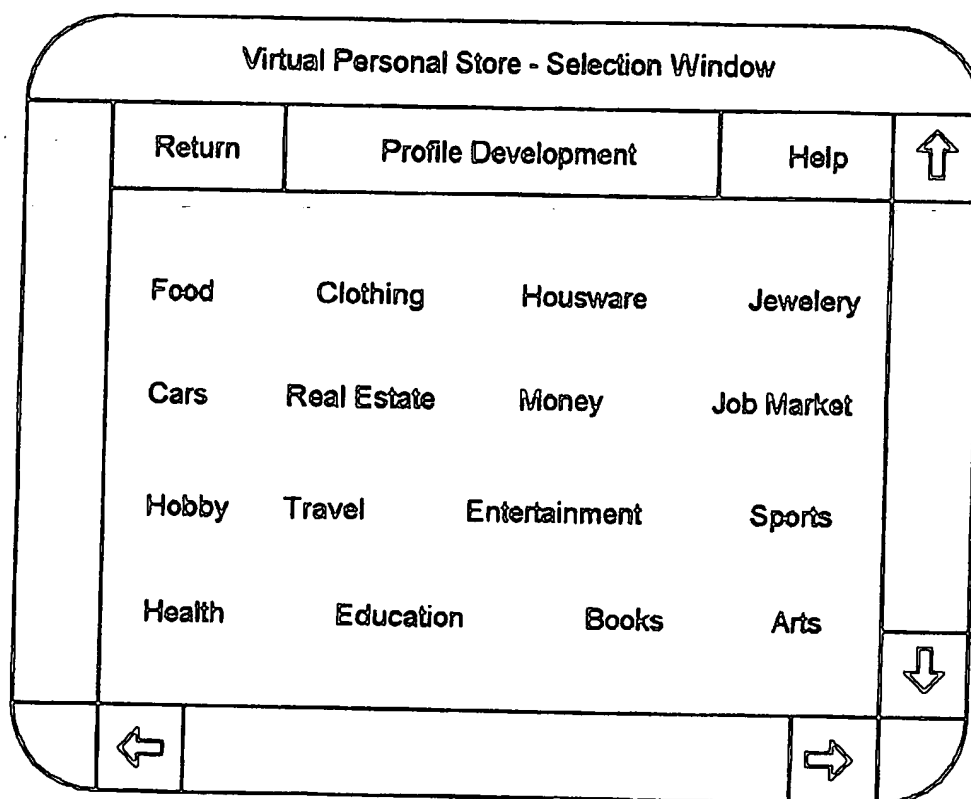 Virtual Personal Store - Selection Window
Return Profile Development Help
Food Clothing Housware Jewelery
Cars Real Estate Money Job Market
Hobby Travel Entertainment Sports
Health Education Books Arts